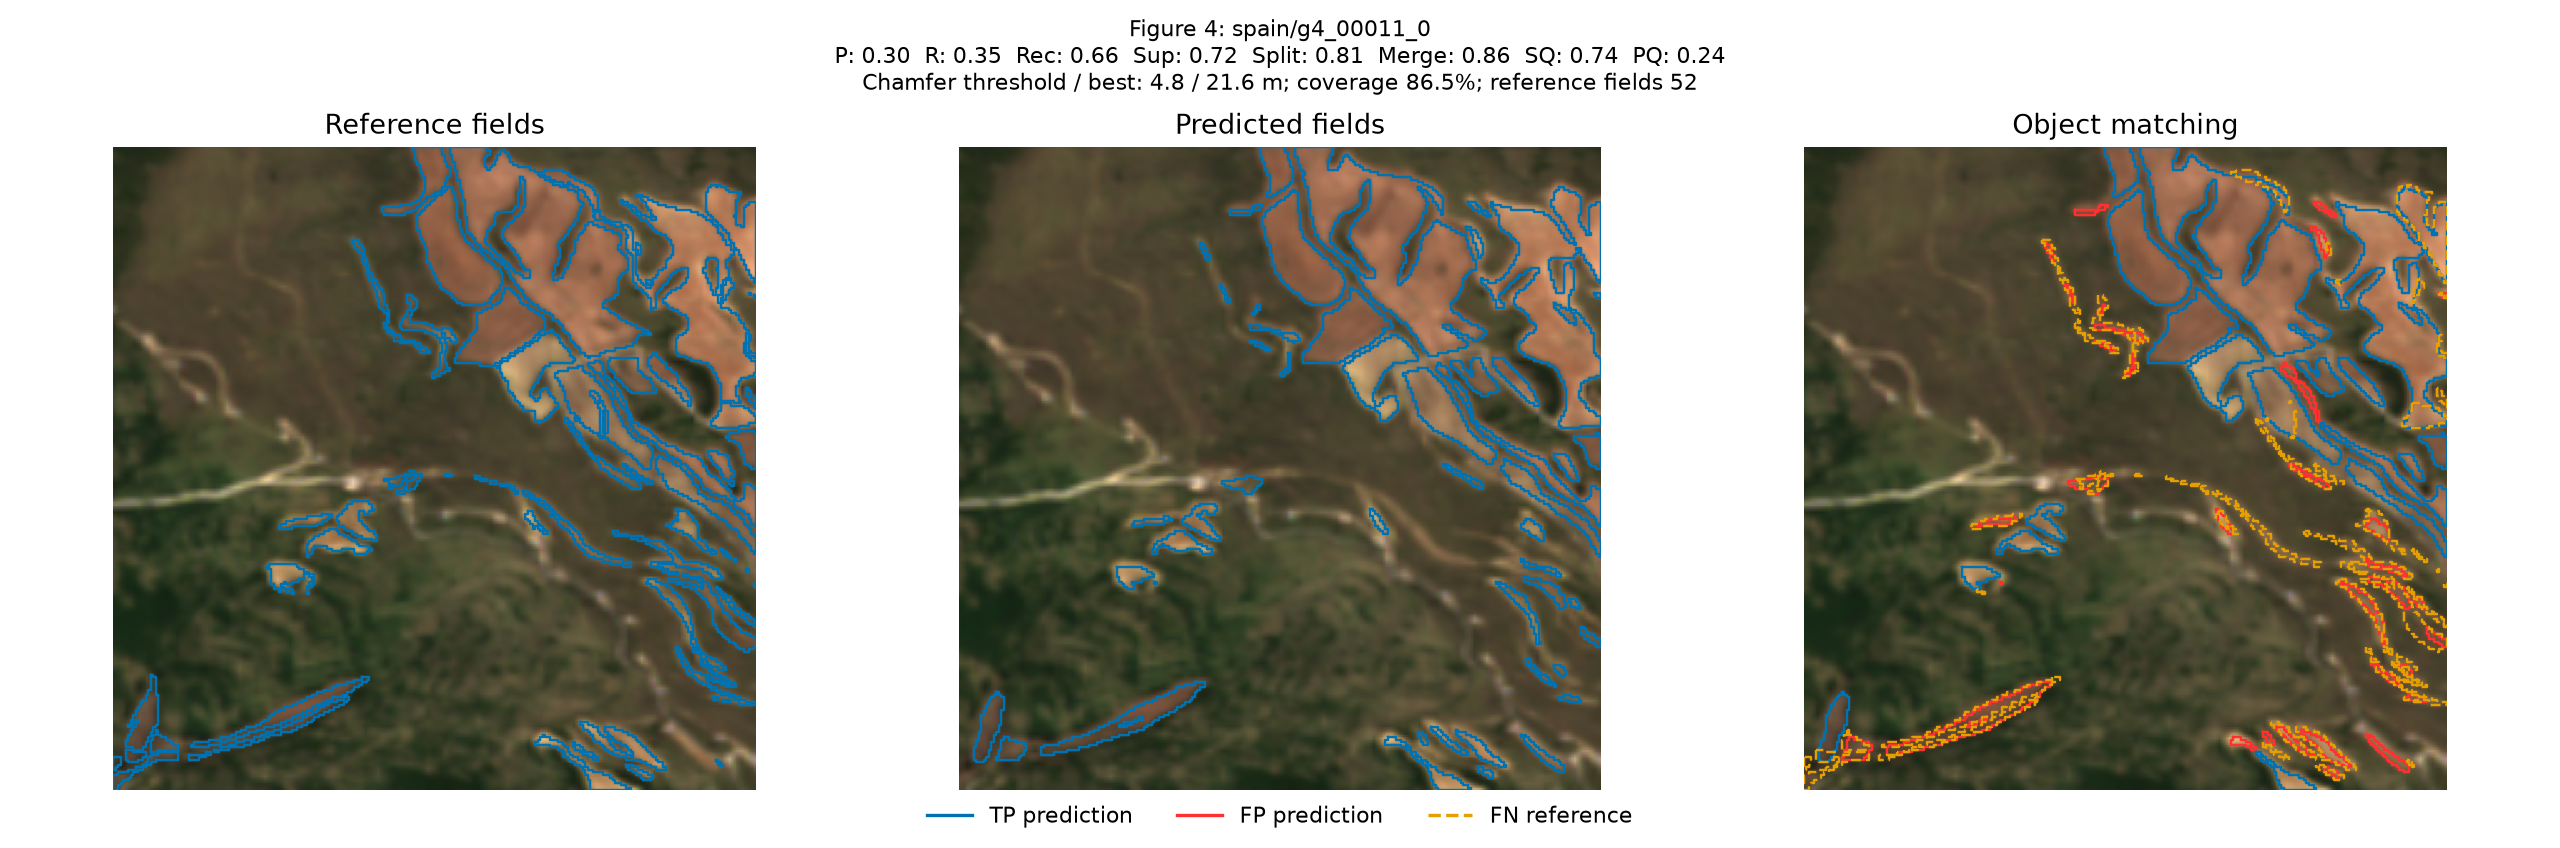 Figure 4: spain/g4_00011_0
P: 0.30 R: 0.35 Rec: 0.66 Sup: 0.72 Split: 0.81 Merge: 0.86 SQ: 0.74 PQ: 0.24
Chamfer threshold / best: 4.8 / 21.6 m; coverage 86.5%; reference fields 52
Reference fields
Predicted fields
Object matching
TP prediction
FP prediction
FN reference